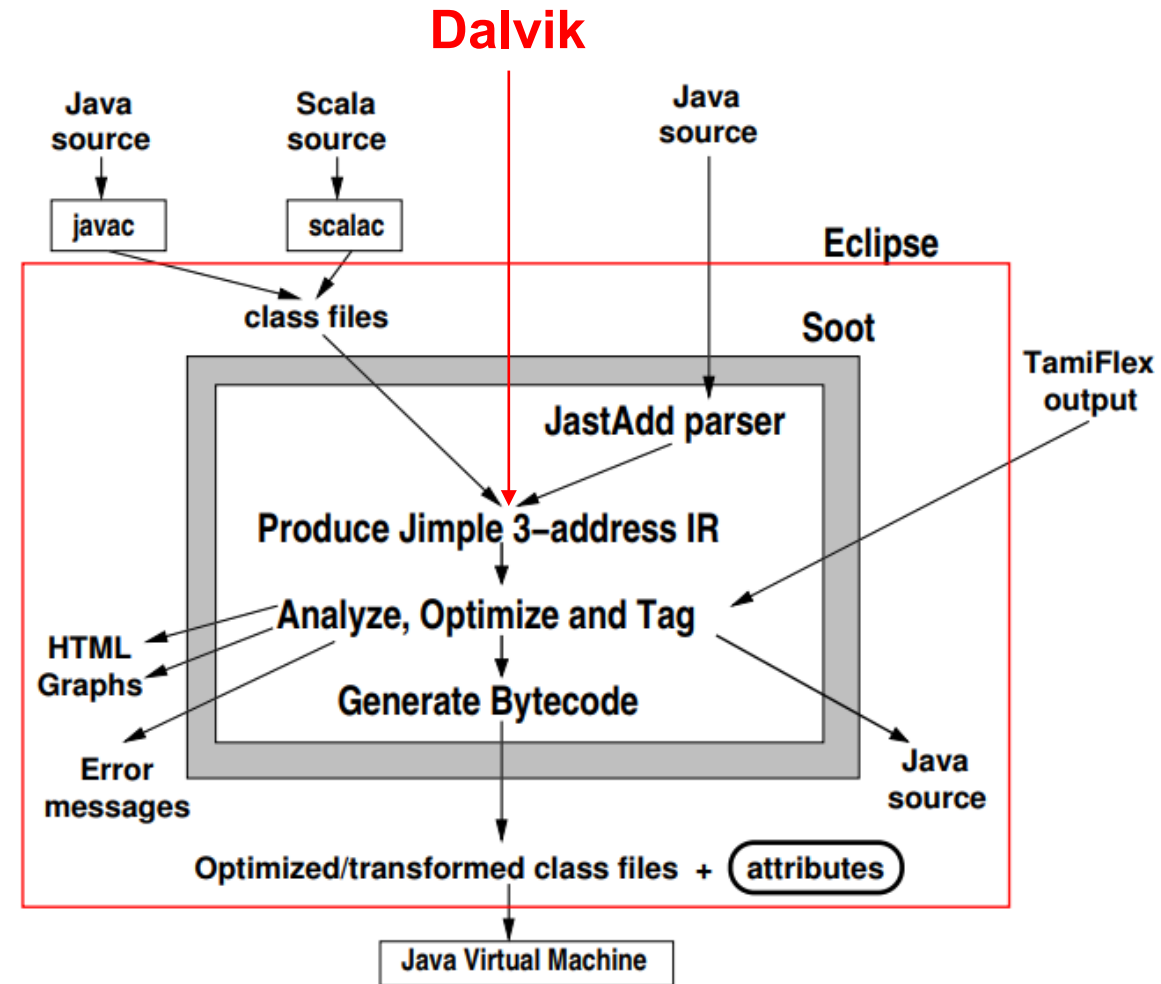 Dalvik
Java
source
Scala
source
Java
source
javac
scalac
Eclipse
class files
Soot
TamiFlex
output
JastAdd parser
Produce Jimple 3–address IR
Analyze, Optimize and Tag
HTML
Graphs
Generate Bytecode
Error
messages
Java
source
Optimized/transformed class files + attributes
Java Virtual Machine